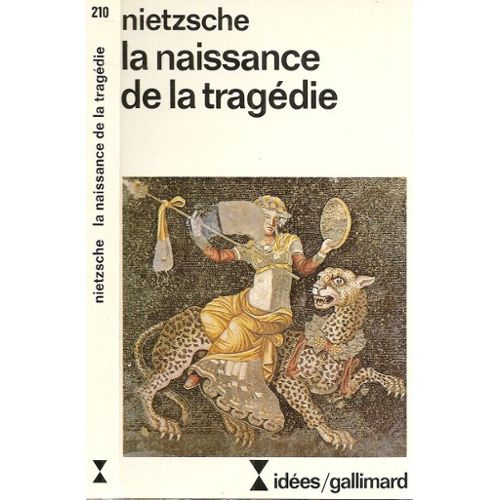 210
nietzsche la naissance de la tragédie
nietzsche
la naissance
de la tragédie
idées/gallimard